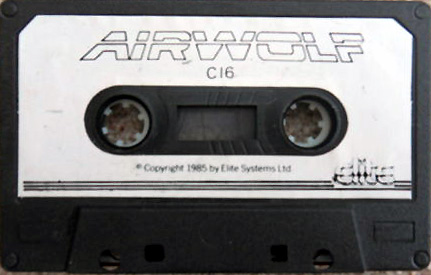 AIRWOLF
C16
© Copyright 1985 by Elite Systems Ltd
elite